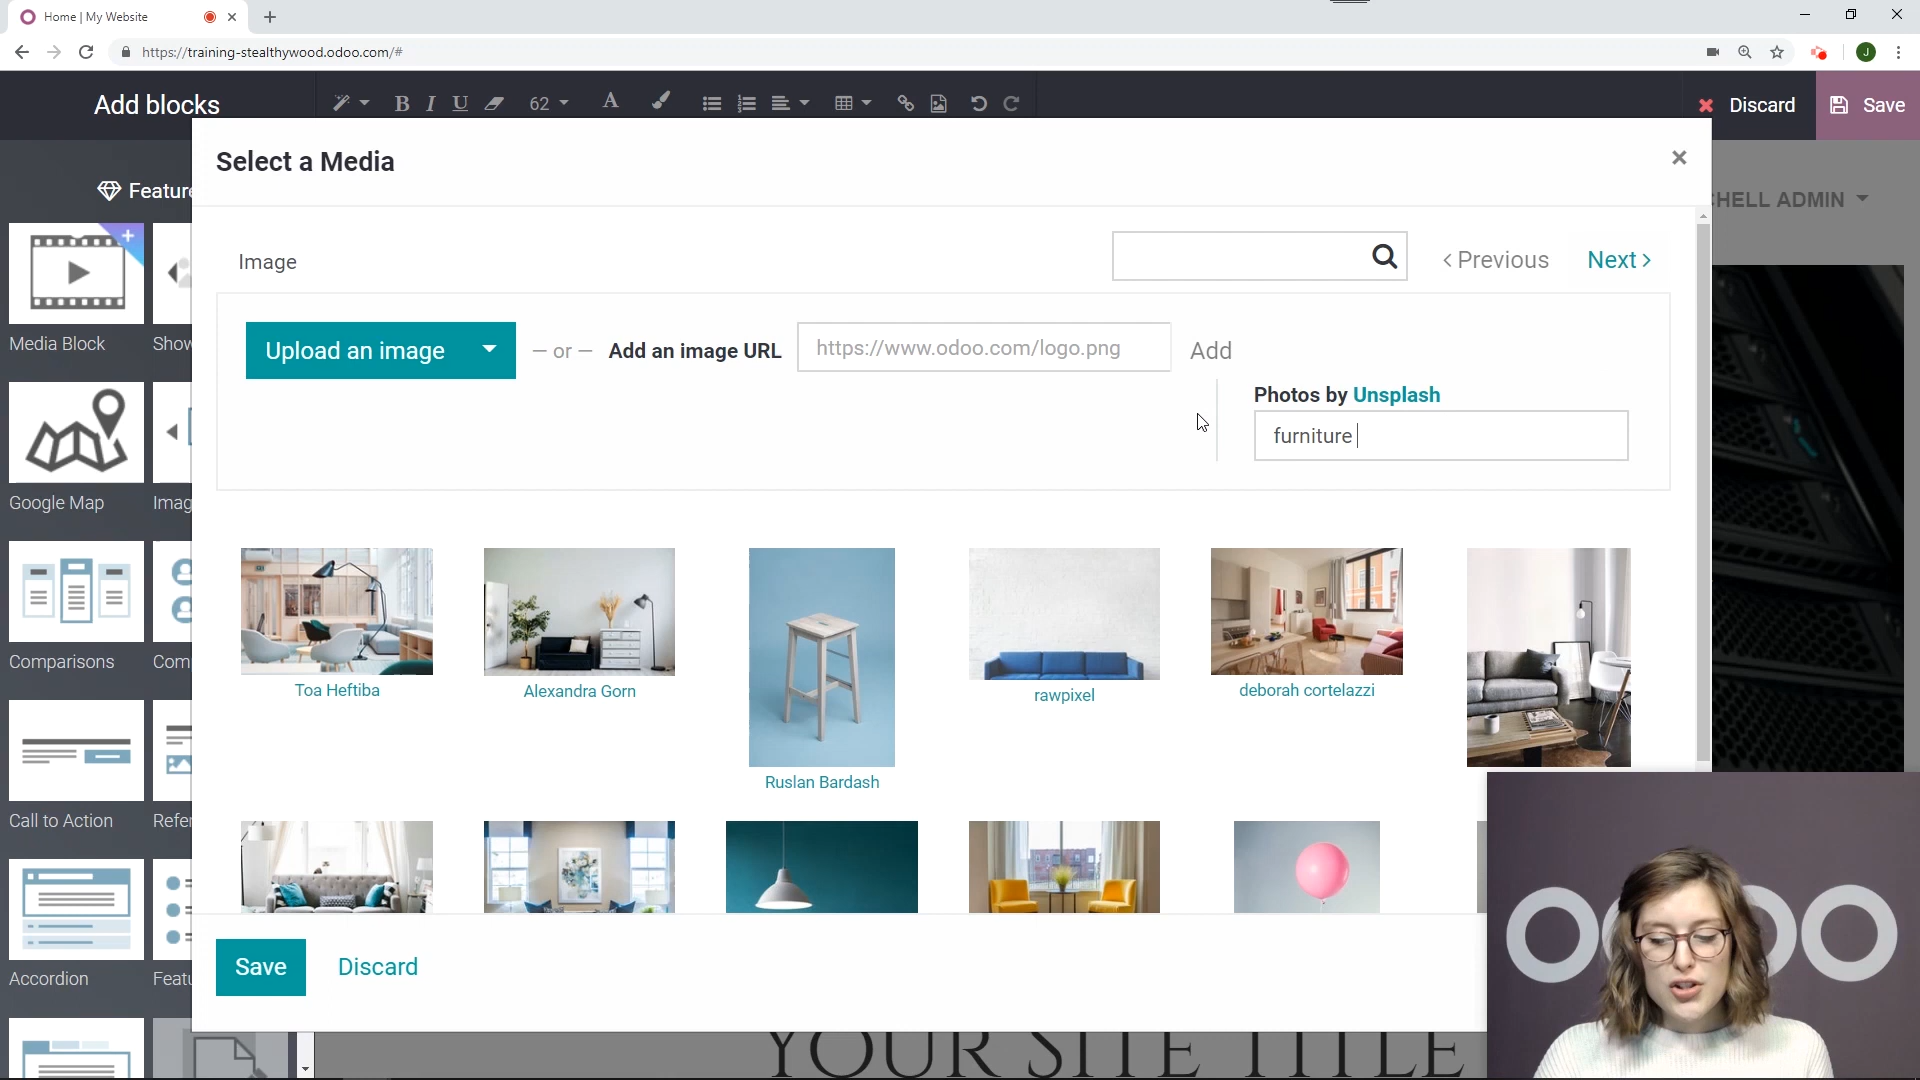 Home | My Website
https://training-stealthywood.odoo.com/#
J
Add blocks
B I U
62
A
Discard
Save
Select a Media
Feature
HELL ADMIN
Image
Previous
Next
Media Block
Show
Upload an image
— or —
Add an image URL
https://www.odoo.com/logo.png
Add
Photos by Unsplash
furniture
Google Map
Imag
Comparisons
Com
Toa Heftiba
Alexandra Gorn
rawpixel
deborah cortelazzi
Ruslan Bardash
Call to Action
Refer
Accordion
Featu
Save
Discard
odoo
YOUR SITE TITLE